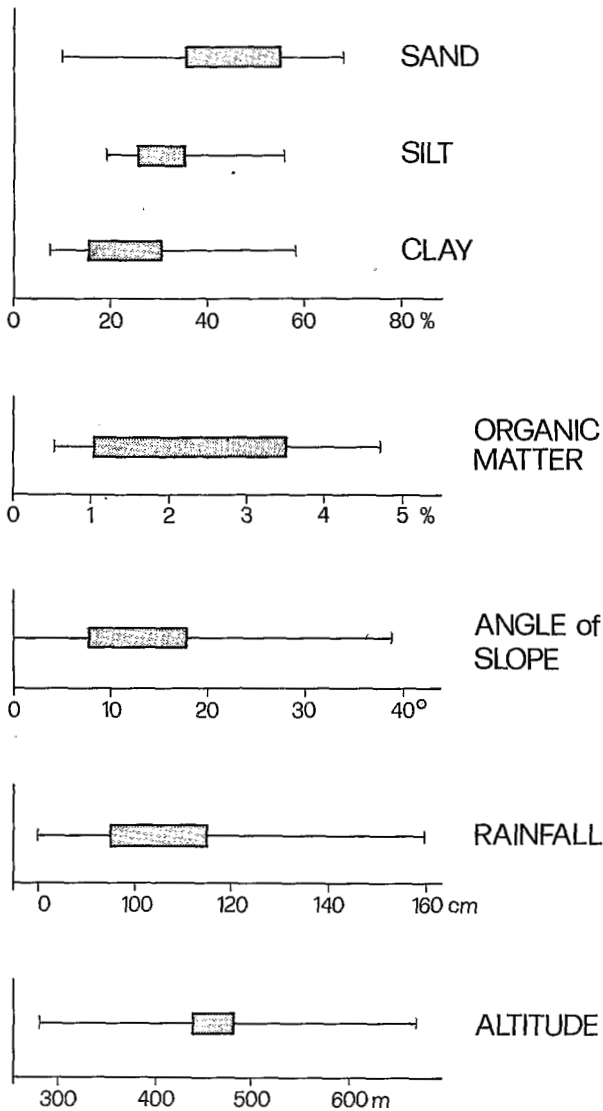 SAND
SILT
CLAY
0 20 40 60 80 %
ORGANIC
MATTER
0 1 2 3 4 5 %
ANGLE of
SLOPE
0 10 20 30 40°
RAINFALL
0 100 120 140 160 cm
ALTITUDE
300 400 500 600 m